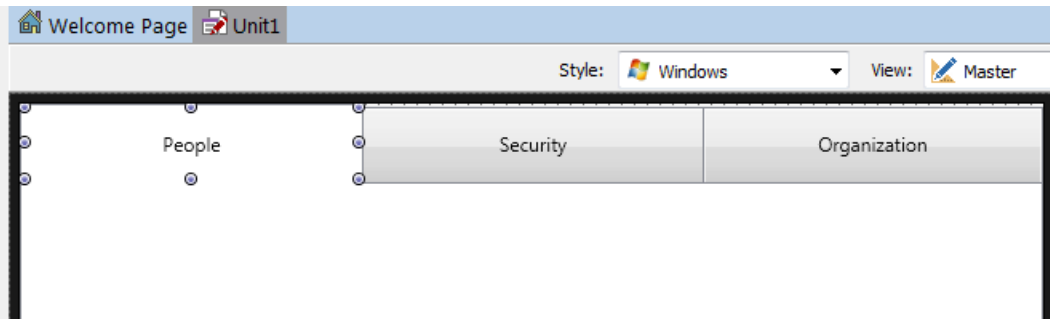 Welcome Page Unit1
Style: Windows View: Master
People Security Organization